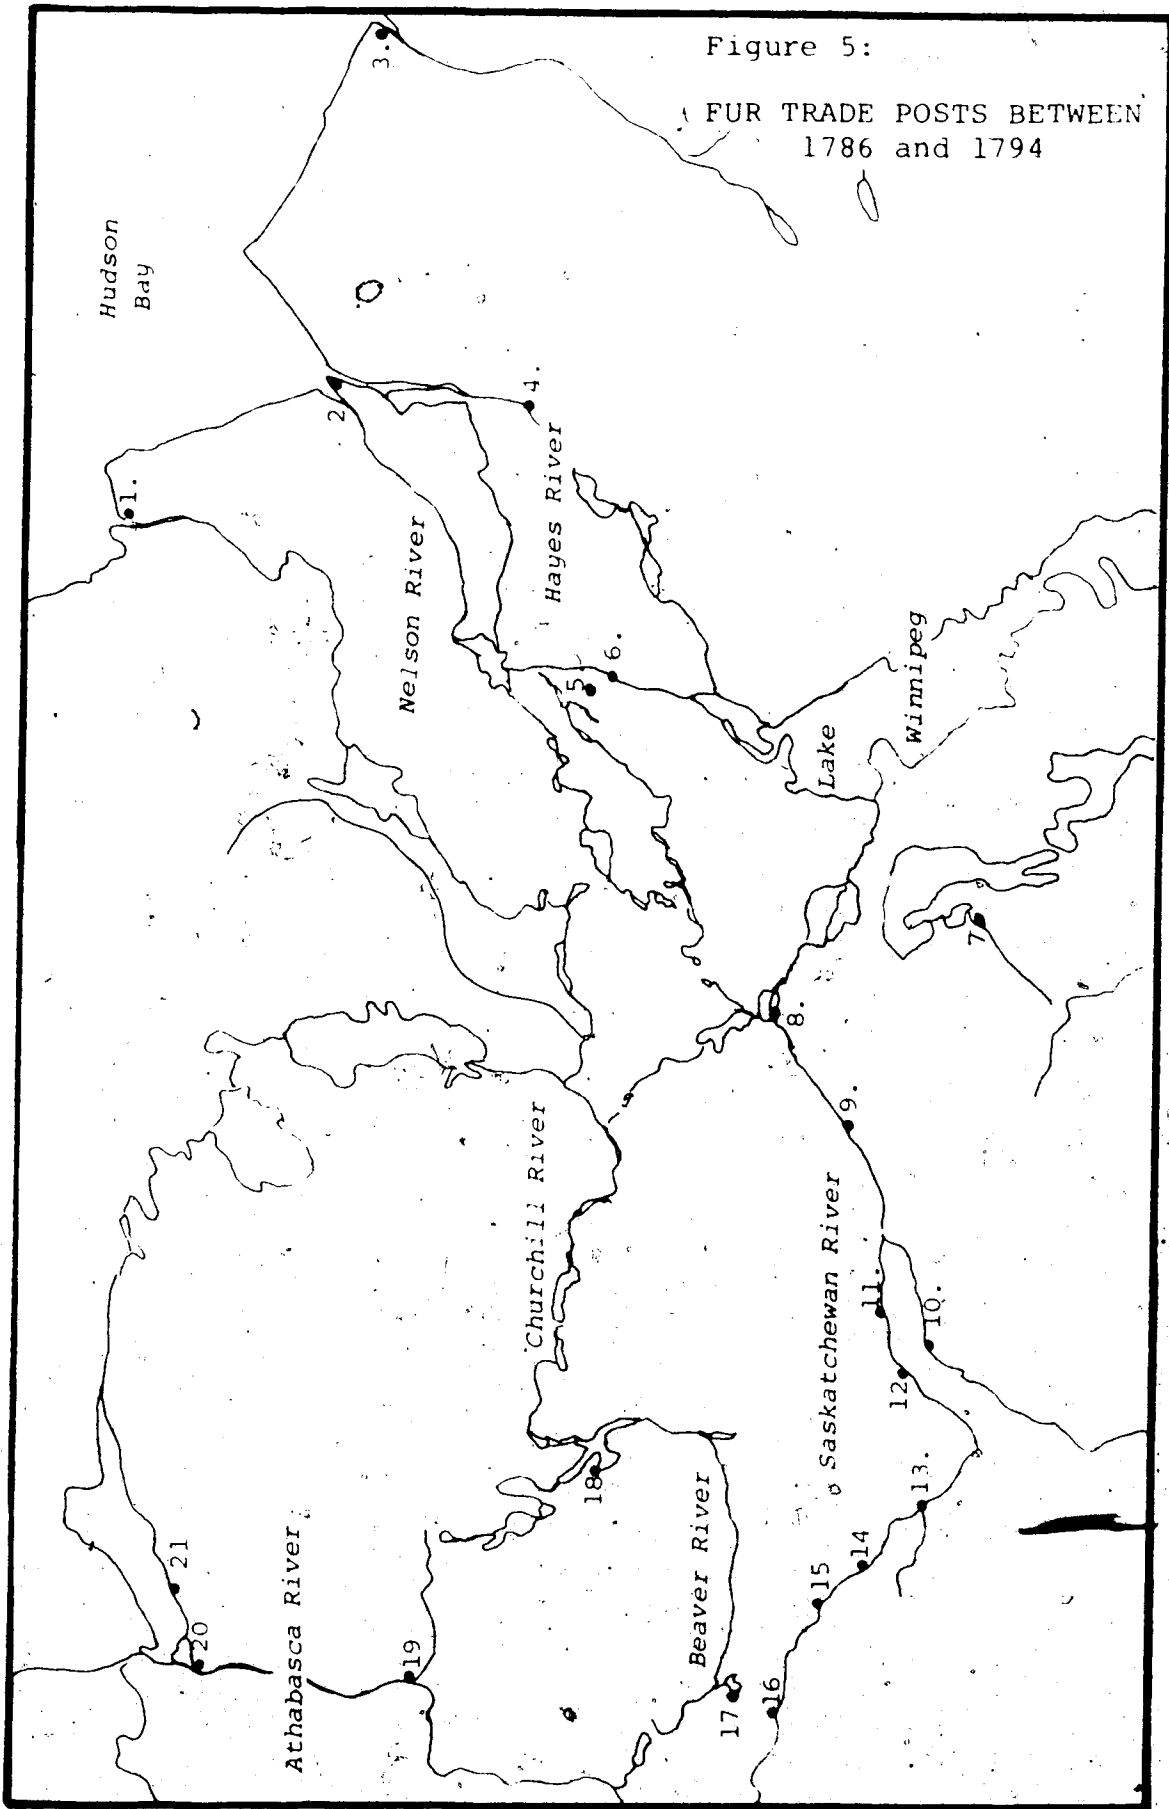 Figure 5:
FUR TRADE POSTS BETWEEN
1786 and 1794
Hudson
Bay
3.
2
1.
4.
Hayes River
Nelson River
5
6.
Lake
Winnipeg
7
8.
9.
Churchill River
Saskatchewan River
10.
11.
12
13.
14
15
16
17
Beaver River
18
19
Athabasca River
20
21